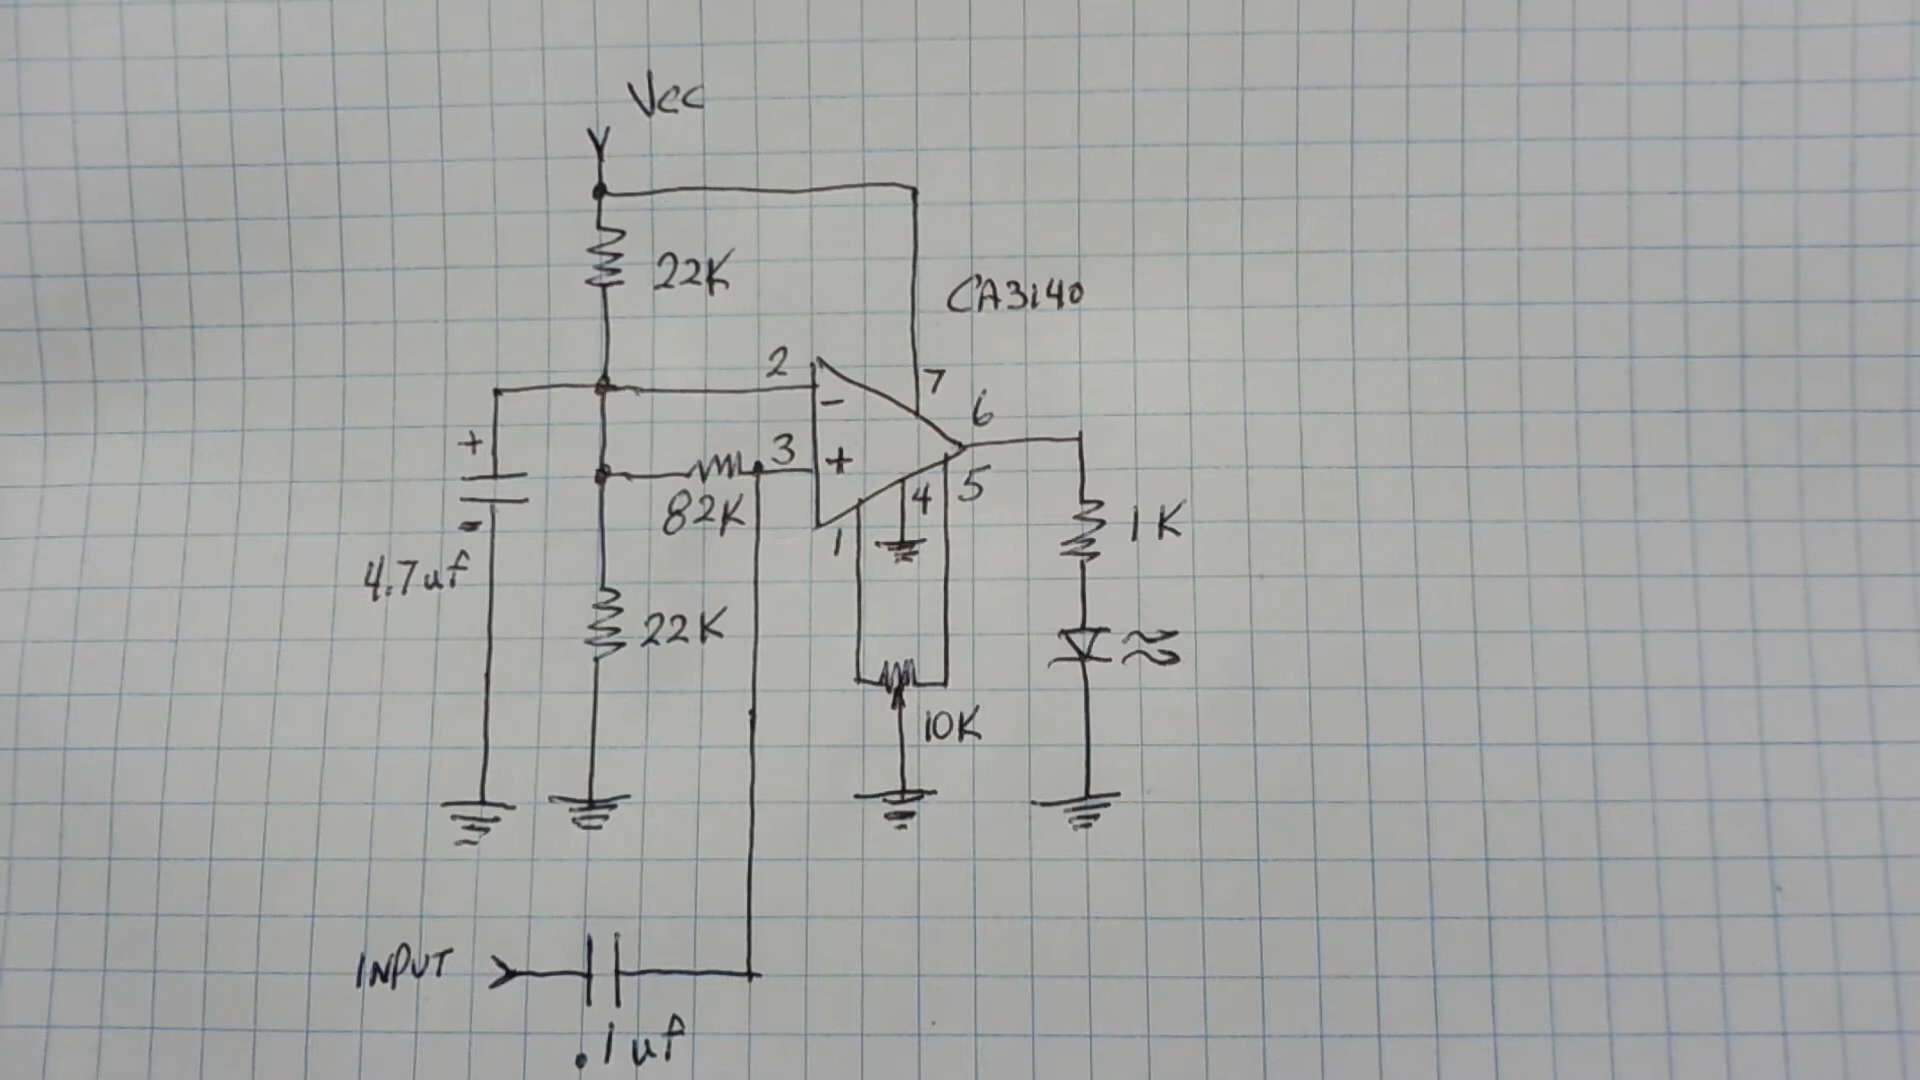 Vcc
22K
CA3140
2
7
6
-
+
3
+
82K
4
5
1
1K
-
4.7uf
22K
10K
INPUT
.1uf